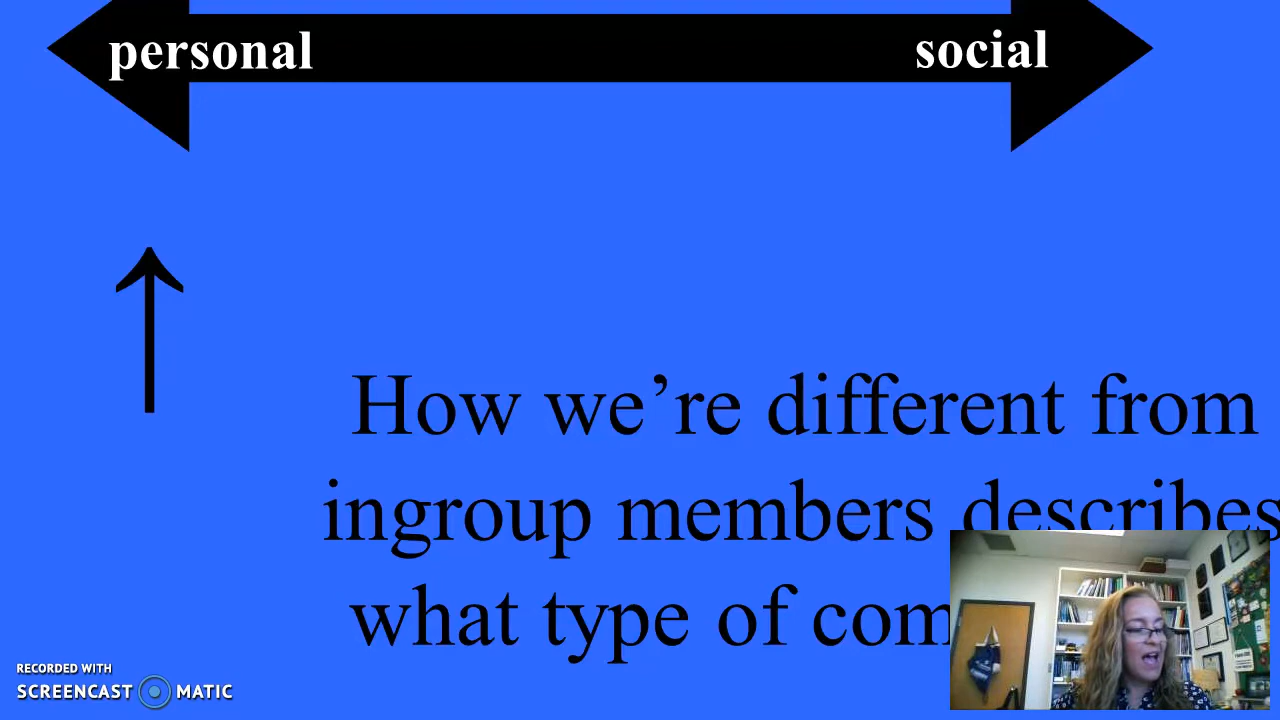 personal social
↑
How we're different from
ingroup members describes
what type of com
RECORDED WITH
SCREENCAST MATIC